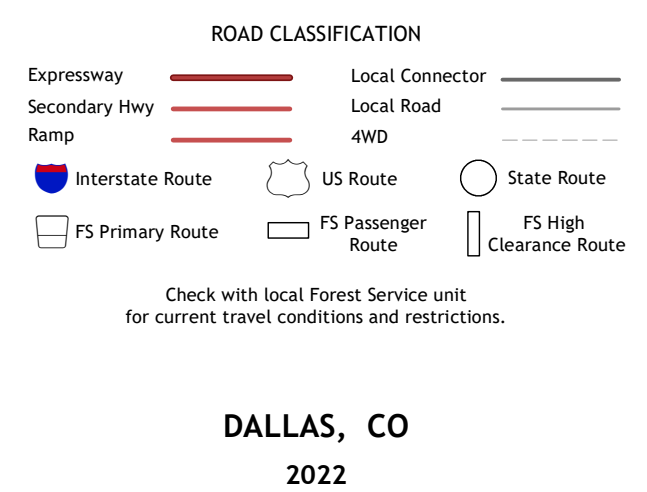 ROAD CLASSIFICATION
Expressway
Local Connector
Secondary Hwy
Local Road
Ramp
4WD
Interstate Route
US Route
State Route
FS Primary Route
FS Passenger
Route
FS High
Clearance Route
Check with local Forest Service unit
for current travel conditions and restrictions.
DALLAS, CO
2022